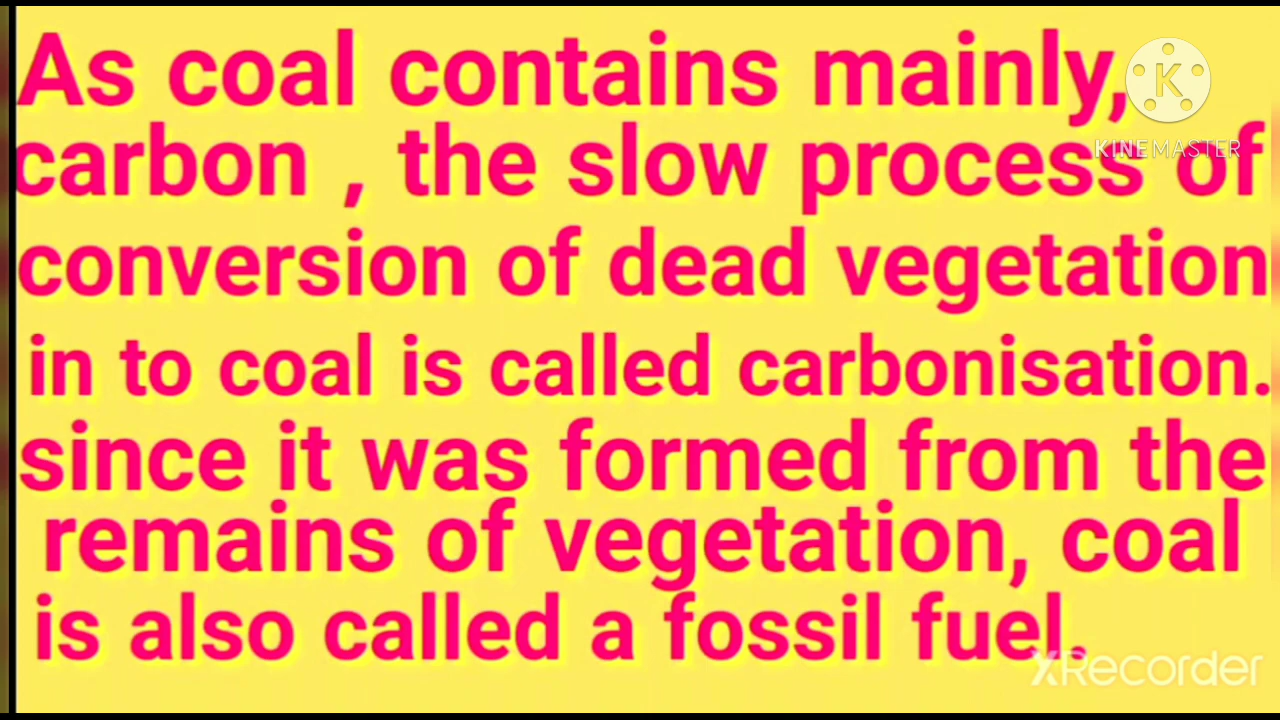 As coal contains mainly,
carbon , the slow process of
conversion of dead vegetation
in to coal is called carbonisation.
since it was formed from the
remains of vegetation, coal
is also called a fossil fuel.
K
KINEMASTER
XRecorder